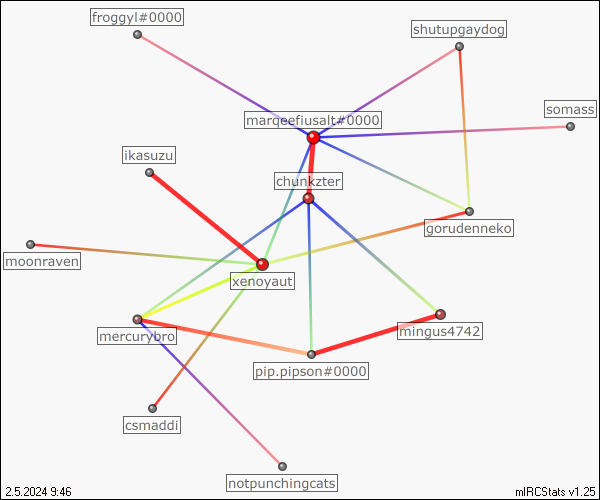 froggyl#0000
shutupgaydog
somass
marqeefiusalt#0000
ikasuzu
chunkzter
gorudenneko
moonraven
xenoyaut
mercurybro
mingus4742
pip.pipson#0000
csmaddi
notpunchingcats
2.5.2024 9:46
mIRCStats v1.25